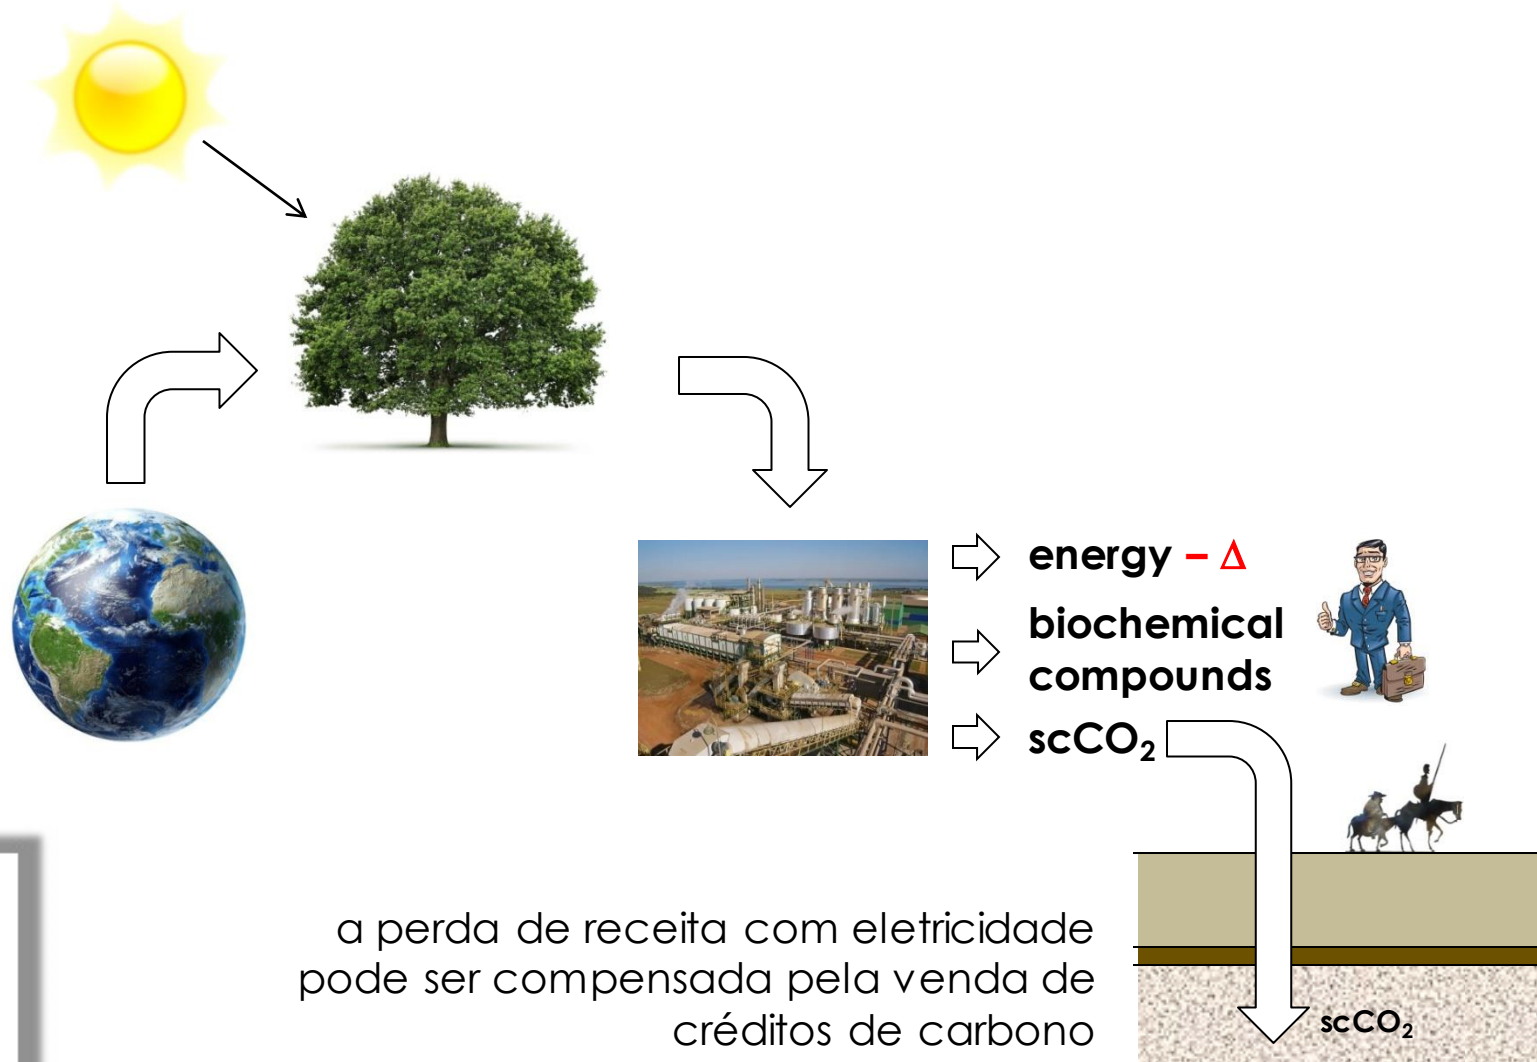 energy – Δ
biochemical
compounds
scCO₂
a perda de receita com eletricidade
pode ser compensada pela venda de
créditos de carbono
scCO₂